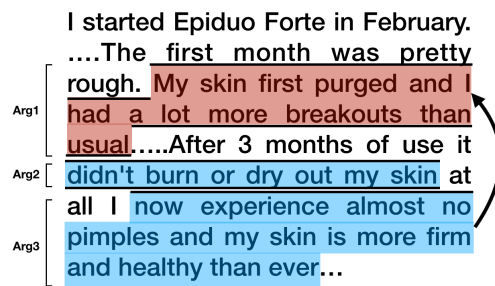 I started Epiduo Forte in February.
....The first month was pretty
rough. My skin first purged and I
Arg1
had a lot more breakouts than
usual.....After 3 months of use it
Arg2
didn't burn or dry out my skin at
all I now experience almost no
Arg3
pimples and my skin is more firm
and healthy than ever...